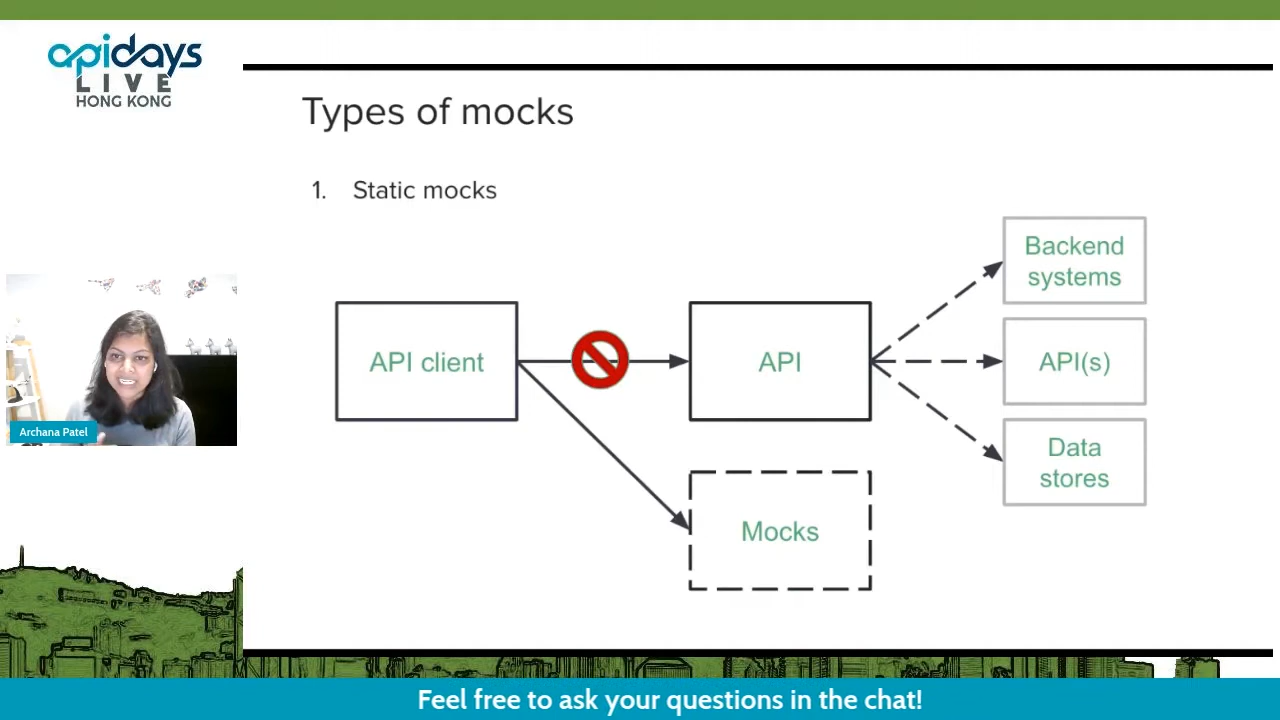 apidays
LIVE
HONG KONG
Types of mocks
1. Static mocks
API client
API
Mocks
Backend
systems
API(s)
Data
stores
Archana Patel
Feel free to ask your questions in the chat!